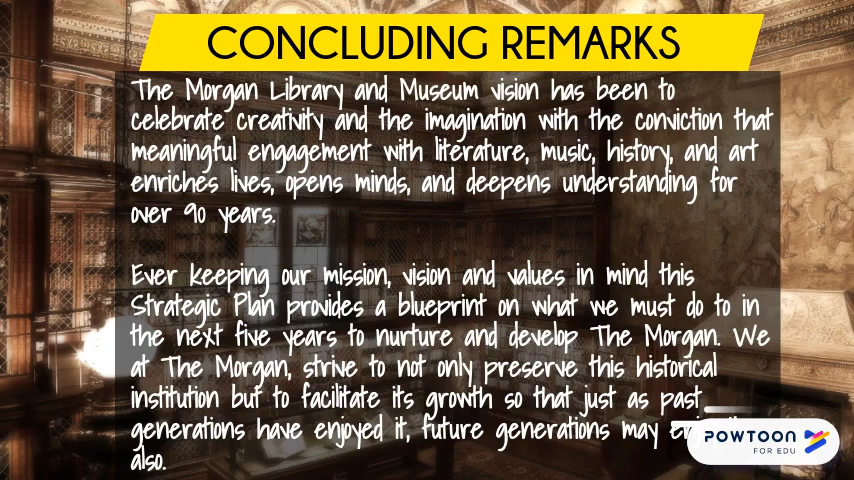 CONCLUDING REMARKS
The Morgan Library and Museum vision has been to
celebrate creativity and the imagination with the conviction that
meaningful engagement with literature, music, history, and art
enriches lives, opens minds, and deepens understanding for
over 90 years.
Ever keeping our mission, vision and values in mind this
Strategic Plan provides a blueprint on what we must do to in
the next five years to nurture and develop The Morgan. We
at The Morgan, strive to not only preserve this historical
institution but to facilitate its growth so that just as past
generations have enjoyed it, future generations may
also.
POWTOON
FOR EDU